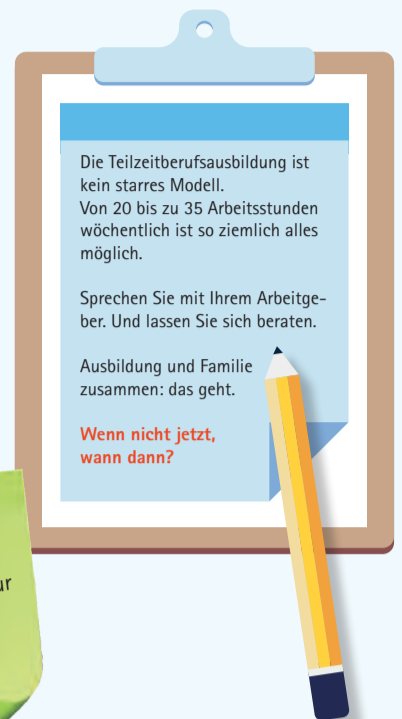 Die Teilzeitberufsausbildung ist
kein starres Modell.
Von 20 bis zu 35 Arbeitsstunden
wöchentlich ist so ziemlich alles
möglich.
Sprechen Sie mit Ihrem Arbeitge-
ber. Und lassen Sie sich beraten.
Ausbildung und Familie
zusammen: das geht.
Wenn nicht jetzt,
wann dann?